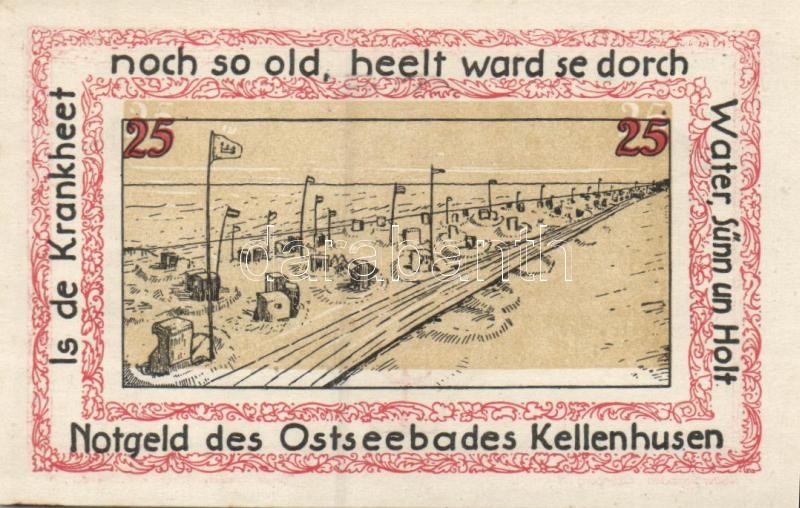 Is de Krankheet
noch so old, heelt ward se dorch
Water, Sünn un Holt
25 25
darabanth
Notgeld des Ostseebades Kellenhusen